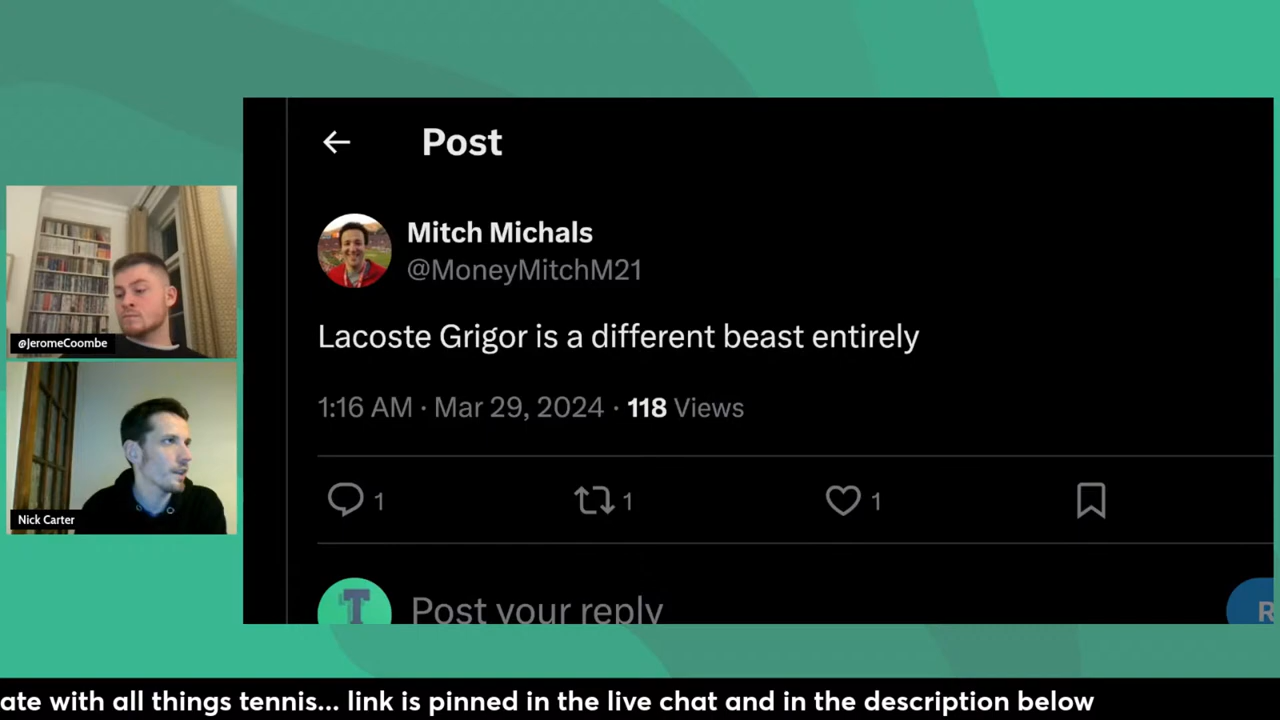 Post
Mitch Michals
@MoneyMitchM21
Lacoste Grigor is a different beast entirely
1:16 AM · Mar 29, 2024 · 118 Views
1 1 1
T Post your reply
R
@JeromeCoombe
Nick Carter
ate with all things tennis... link is pinned in the live chat and in the description below